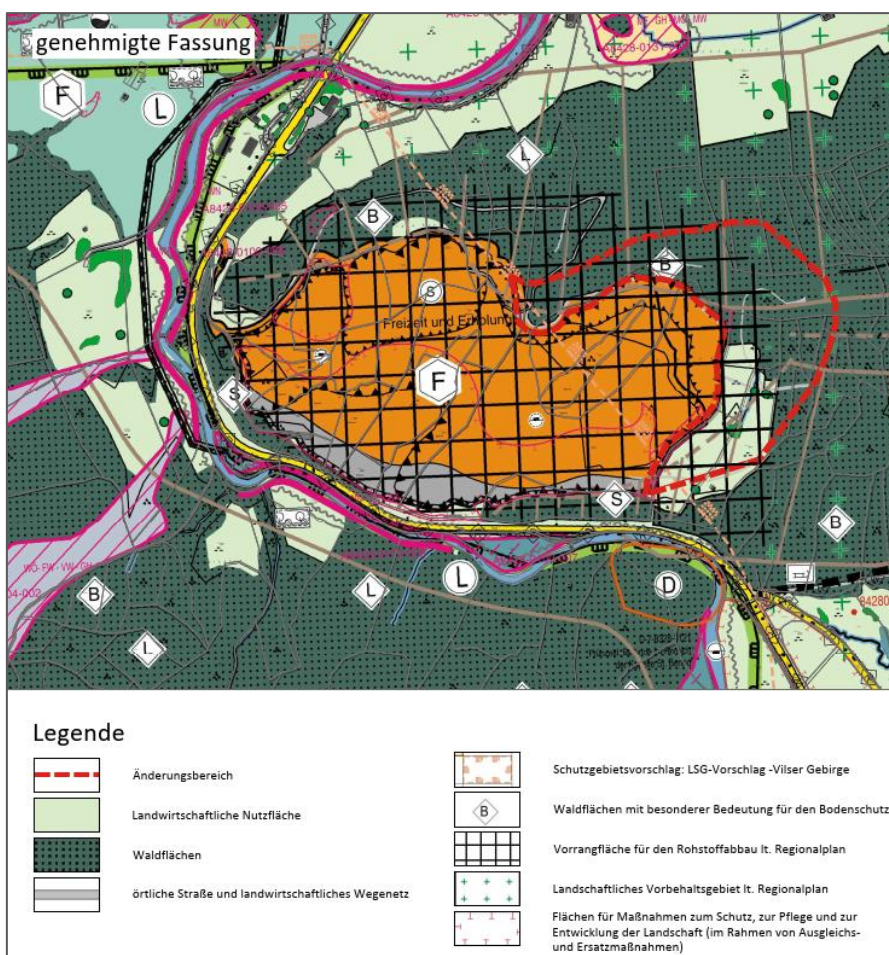 genehmigte Fassung
F
L
L
B
B
S
Freizeit und Erholung
F
S
S
B
B
L
L
L
D
Legende
Änderungsbereich
Landwirtschaftliche Nutzfläche
Waldflächen
örtliche Straße und landwirtschaftliches Wegenetz
Schutzgebietsvorschlag: LSG-Vorschlag -Vilser Gebirge
B
Waldflächen mit besonderer Bedeutung für den Bodenschutz
Vorrangfläche für den Rohstoffabbau lt. Regionalplan
Landschaftliches Vorbehaltsgebiet lt. Regionalplan
Flächen für Maßnahmen zum Schutz, zur Pflege und zur
Entwicklung der Landschaft (im Rahmen von Ausgleichs-
und Ersatzmaßnahmen)